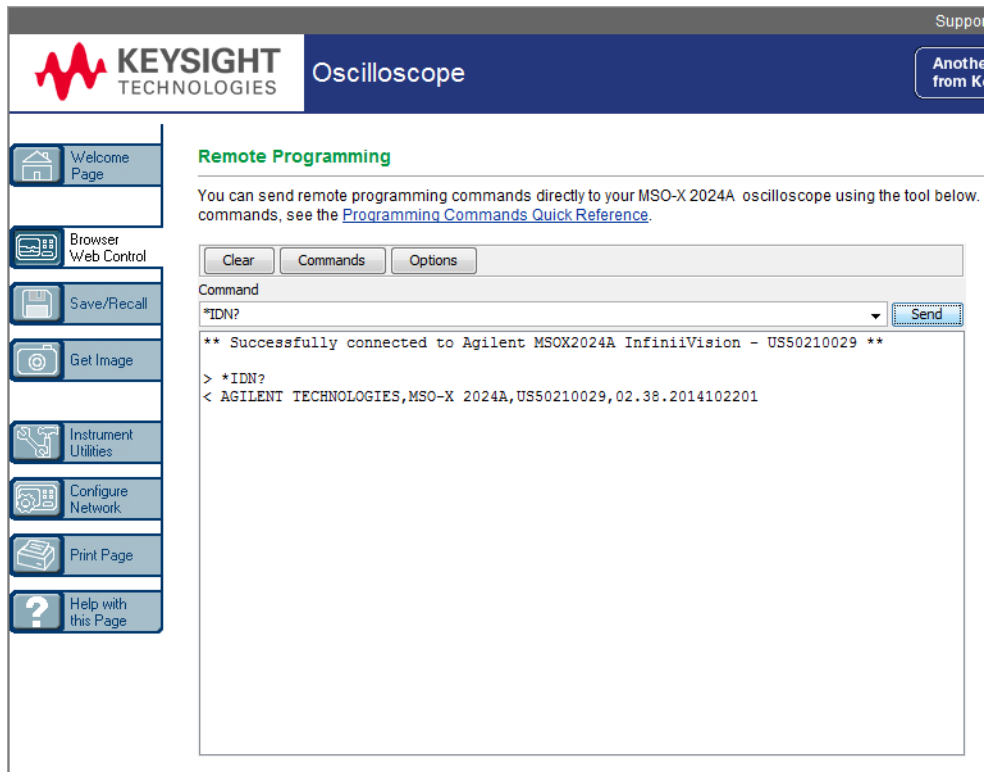 Suppor
KEYSIGHT
TECHNOLOGIES
Oscilloscope
Anothe
from K
Welcome
Page
Browser
Web Control
Save/Recall
Get Image
Instrument
Utilities
Configure
Network
Print Page
Help with
this Page
Remote Programming
You can send remote programming commands directly to your MSO-X 2024A oscilloscope using the tool below.
commands, see the Programming Commands Quick Reference.
Clear Commands Options
Command
*IDN? Send
** Successfully connected to Agilent MSOX2024A InfiniiVision - US50210029 **
> *IDN?
< AGILENT TECHNOLOGIES,MSO-X 2024A,US50210029,02.38.2014102201